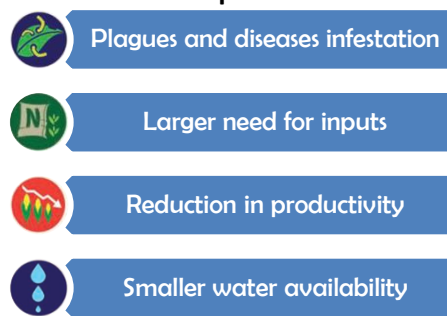 Plagues and diseases infestation
N
Larger need for inputs
Reduction in productivity
Smaller water availability